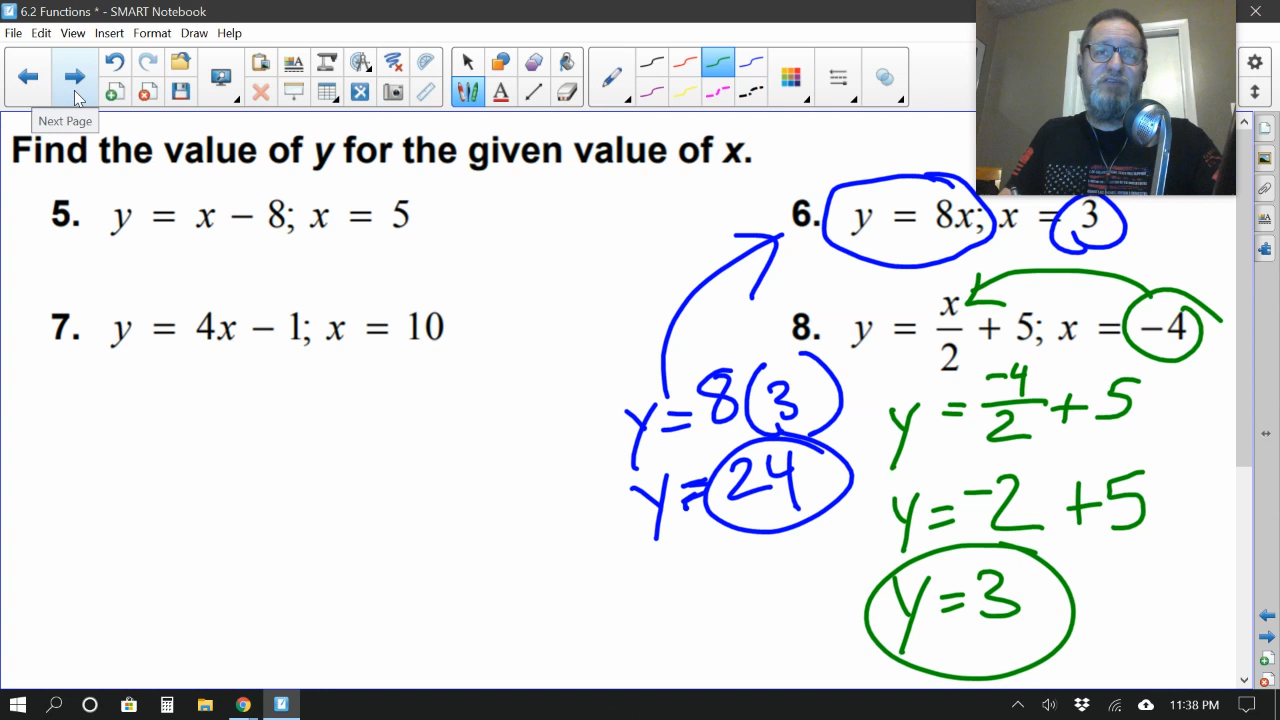 6.2 Functions * - SMART Notebook
File Edit View Insert Format Draw Help
Next Page
Find the value of y for the given value of x.
5. y = x − 8; x = 5
6. y = 8x; x = 3
7. y = 4x − 1; x = 10
8. y = x/2 + 5; x = −4
y = 8(3)
y = 24
y = -4/2 + 5
y = -2 + 5
y = 3
11:38 PM